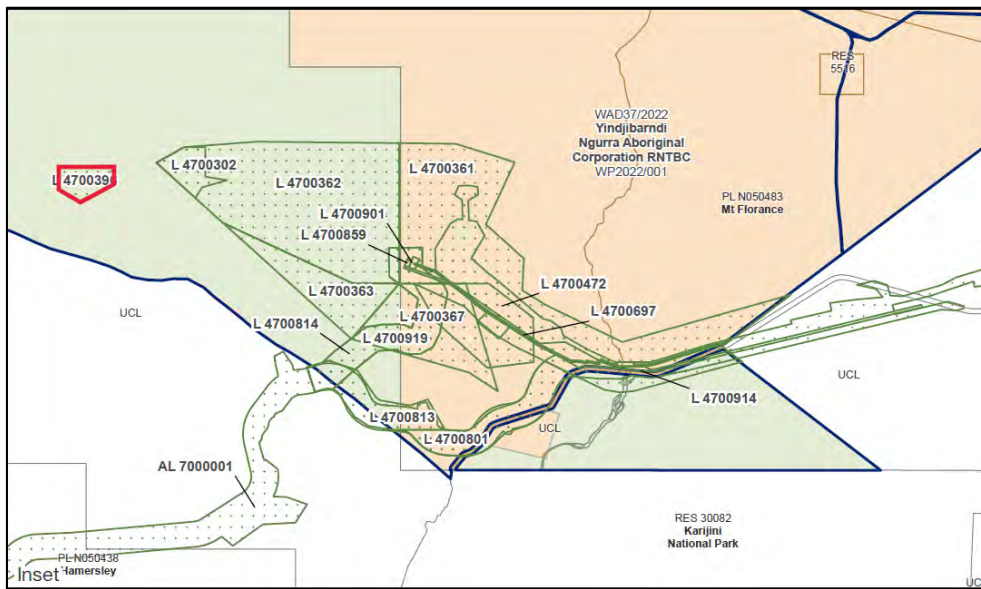 RES
5516
WAD37/2022
Yindjibarndi
Ngurra Aboriginal
Corporation RNTBC
WP2022/001
L 4700302
L 4700361
L 4700396
L 4700362
PL N050483
Mt Florance
L 4700901
L 4700859
L 4700472
L 4700363
L 4700367
L 4700697
UCL
L 4700814
L 4700919
UCL
L 4700914
L 4700813
L 4700801
UCL
AL 7000001
RES 30082
Karijini
National Park
PL N050438
Hamersley
Inset
UCL